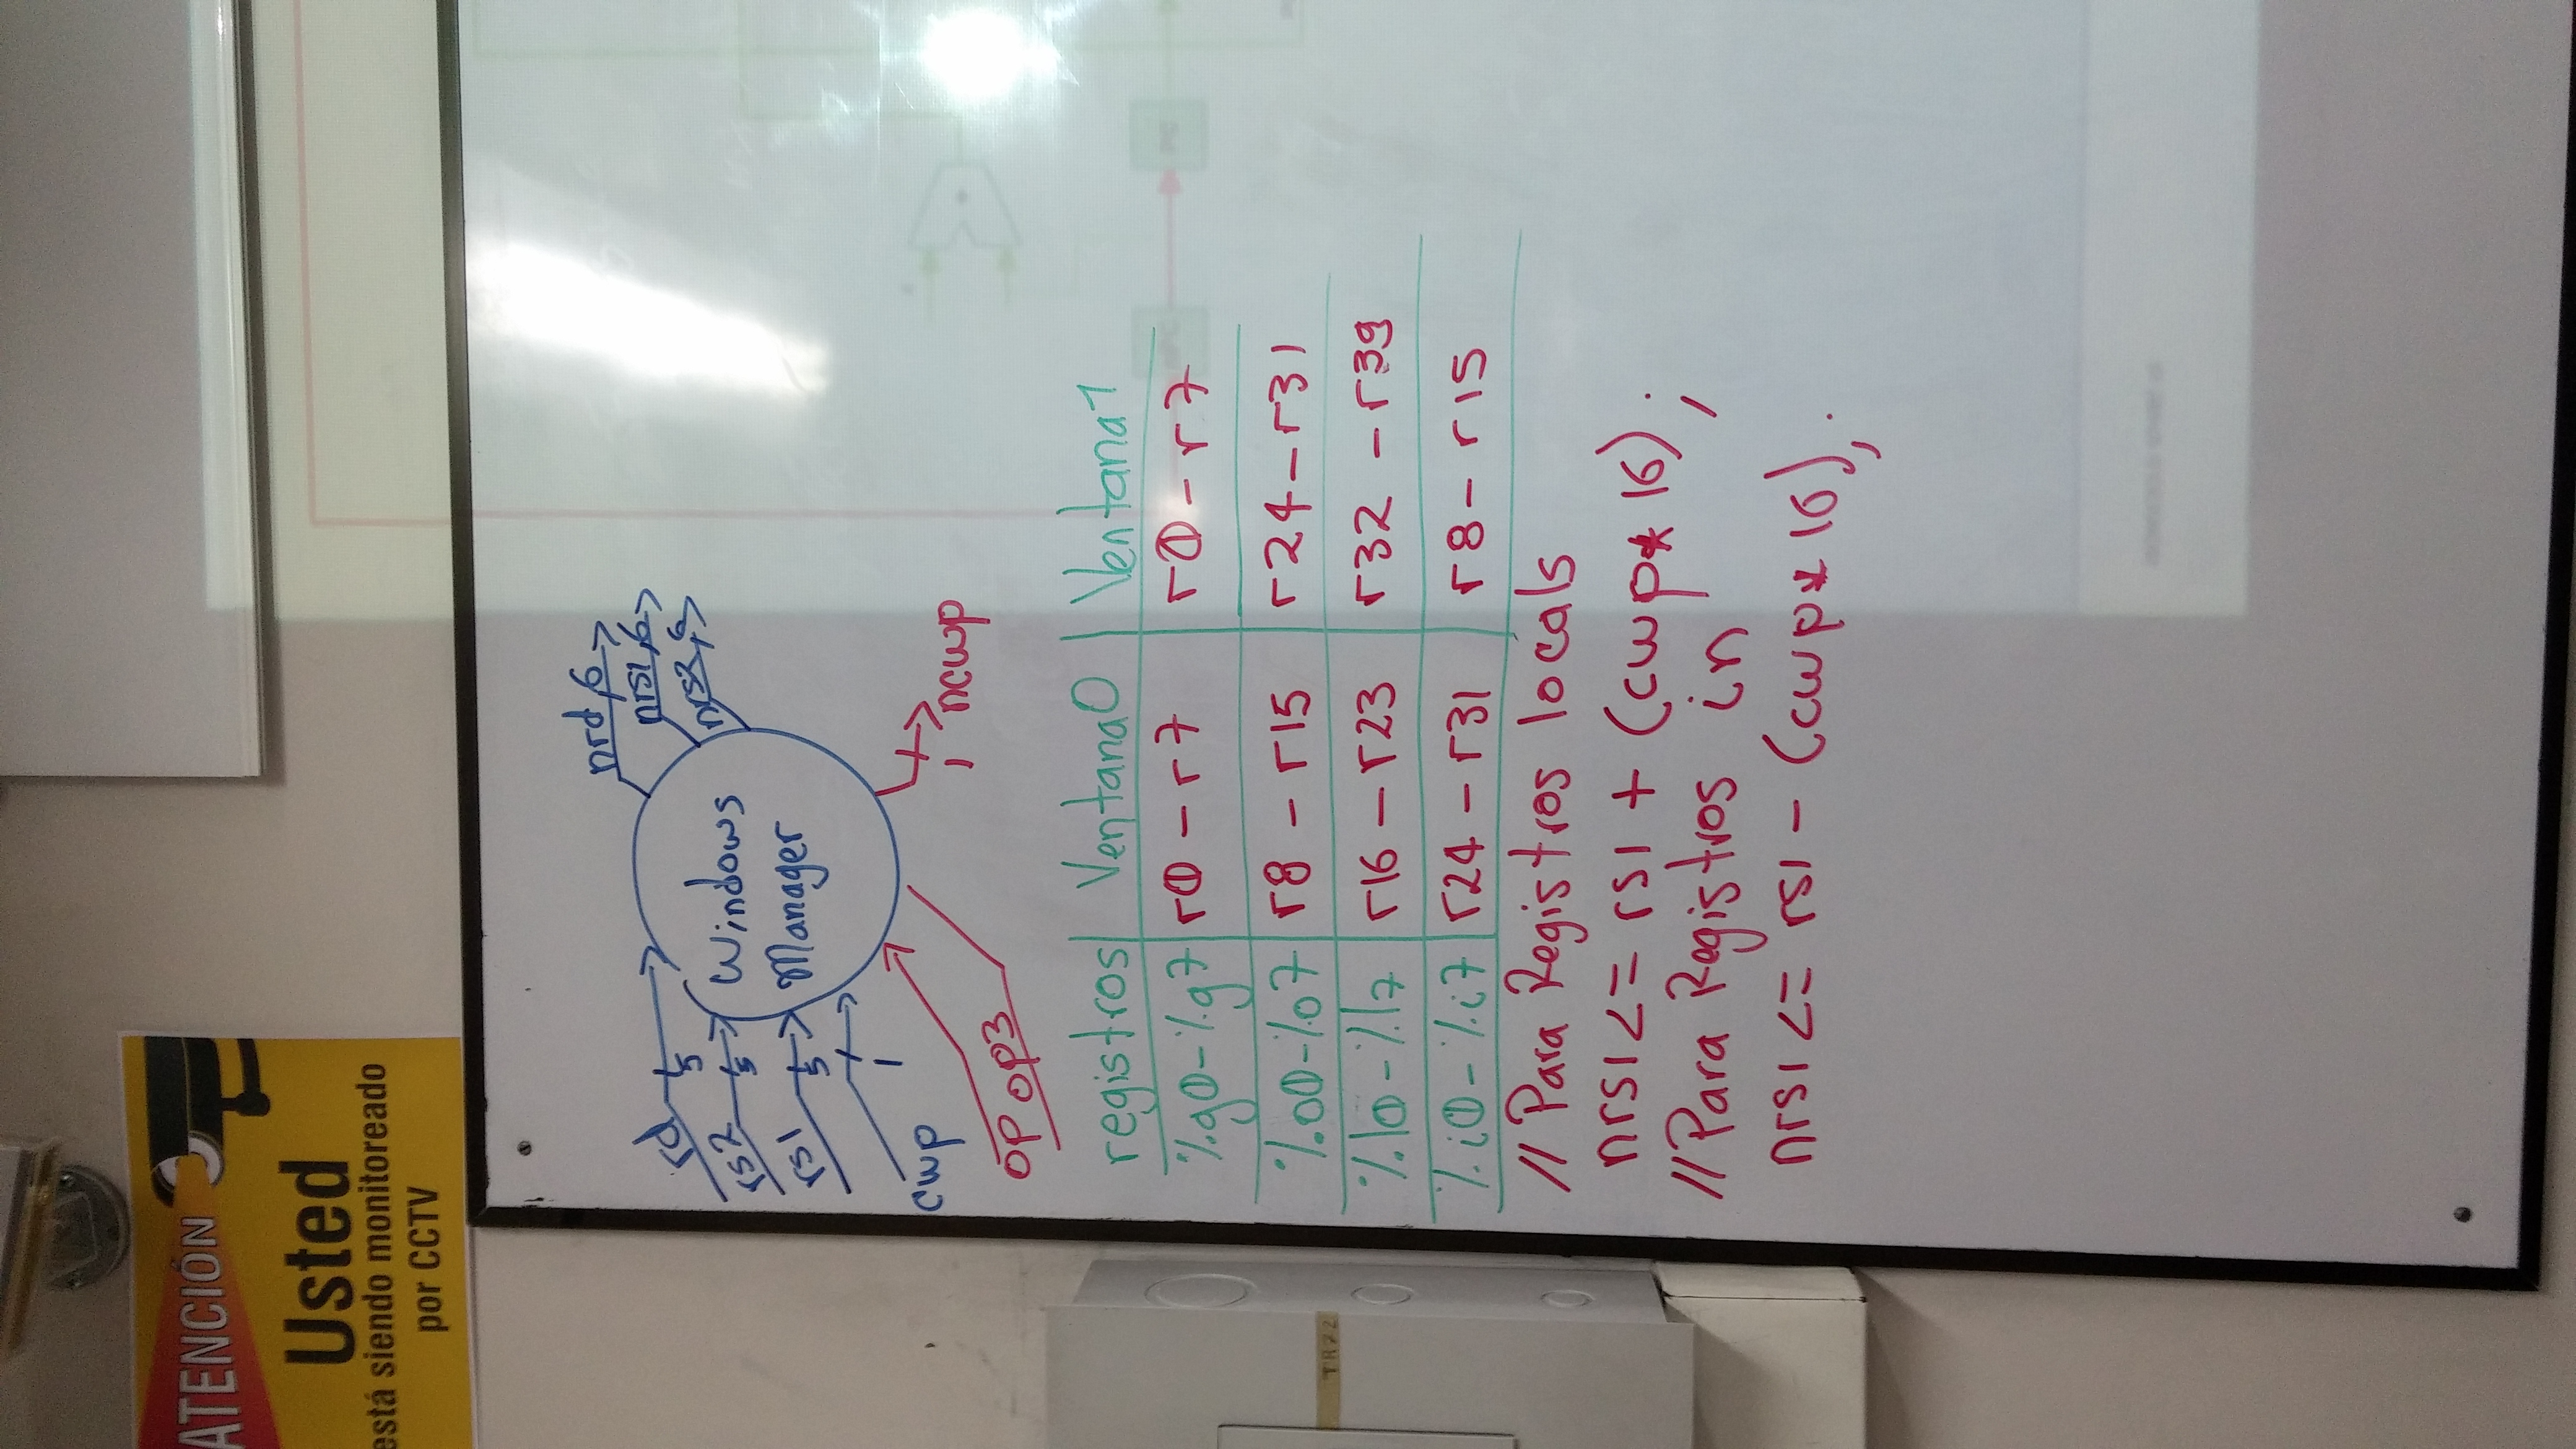 ATENCIÓN
Usted
está siendo monitoreado
por CCTV
nrd,6
nrs1,6
nrs2,6
rd 5
rs2 5
rs1 5
cwp 1
Windows
Manager
op op3
1 ncwp
registros Ventana0 Ventana1
%g0-%g7 r0 - r7 r0 - r7
%o0-%o7 r8 - r15 r24 - r31
%l0-%l7 r16 - r23 r32 - r39
%i0-%i7 r24 - r31 r8 - r15
// Para Registros locals
nrs1<= rs1 + (cwp* 16);
//Para Registros in
nrs1<= rs1 - (cwp* 16);
TR22
PC